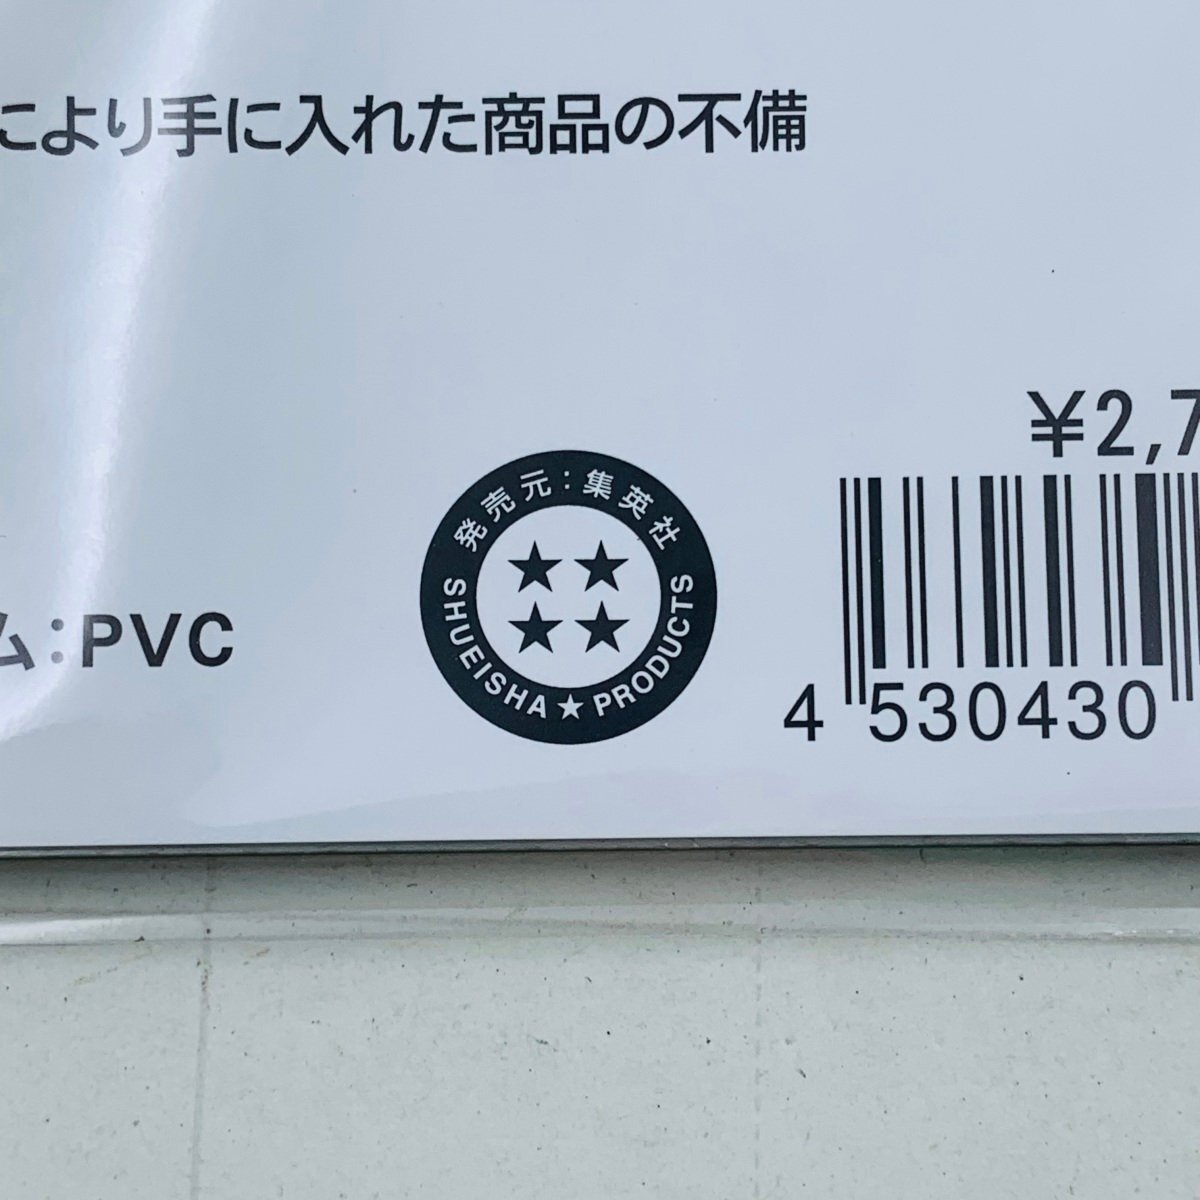 により手に入れた商品の不備
¥2,7
発売元:集英社
SHUEISHA★PRODUCTS
ム:PVC
4 530430